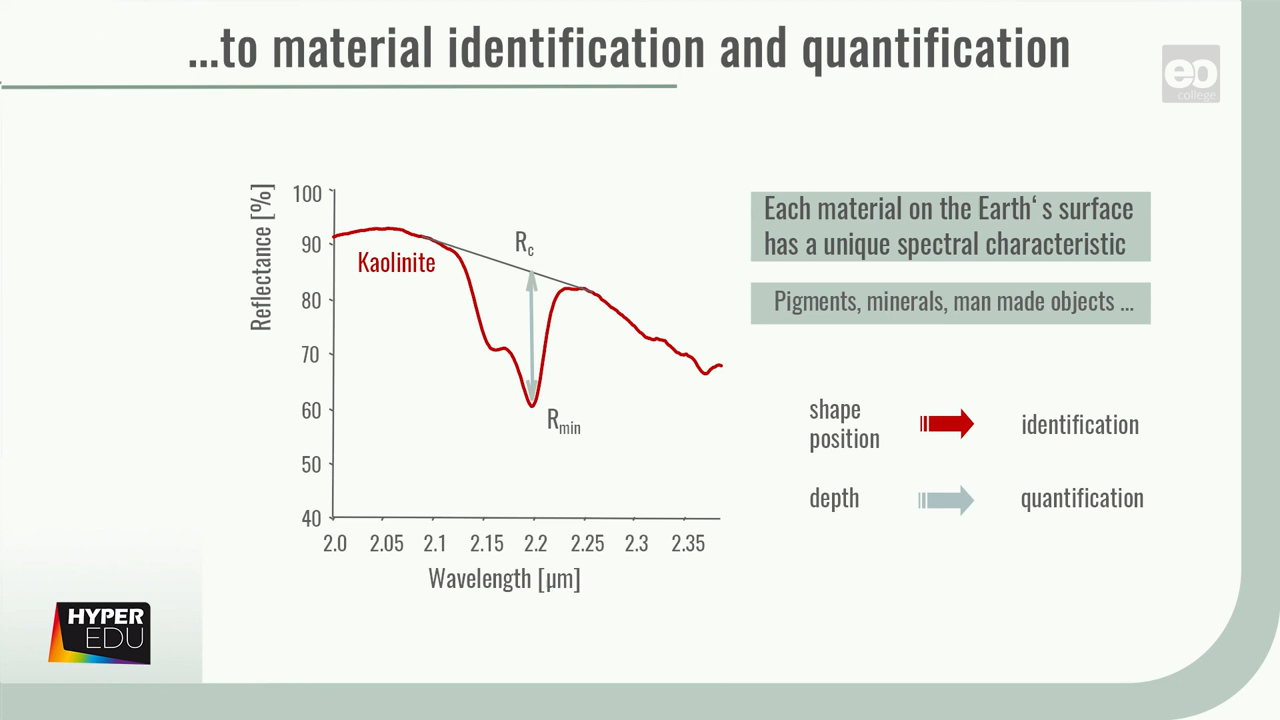 ...to material identification and quantification
eo
college
Reflectance [%]
100
90
80
70
60
50
40
Kaolinite
Rc
Rmin
2.0 2.05 2.1 2.15 2.2 2.25 2.3 2.35
Wavelength [µm]
Each material on the Earth‘ s surface
has a unique spectral characteristic
Pigments, minerals, man made objects ...
shape
position
identification
depth
quantification
HYPER
EDU